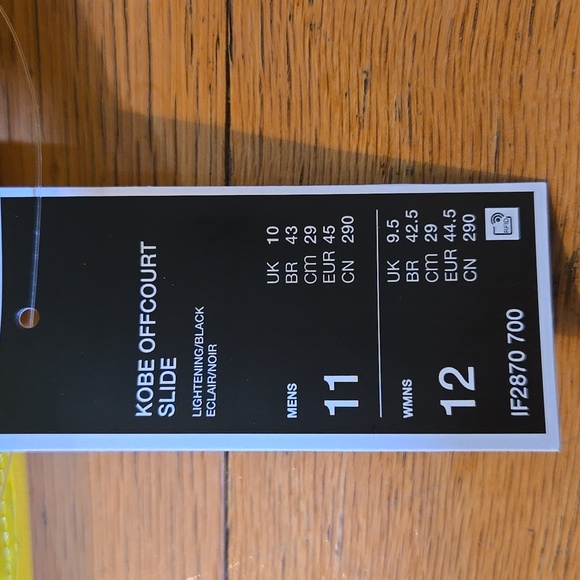 KOBE OFFCOURT
SLIDE
LIGHTENING/BLACK
ECLAIR/NOIR
MENS
11
UK 10
BR 43
CM 29
EUR 45
CN 290
WMNS
12
UK 9.5
BR 42.5
CM 29
EUR 44.5
CN 290
IF2870 700
RFID